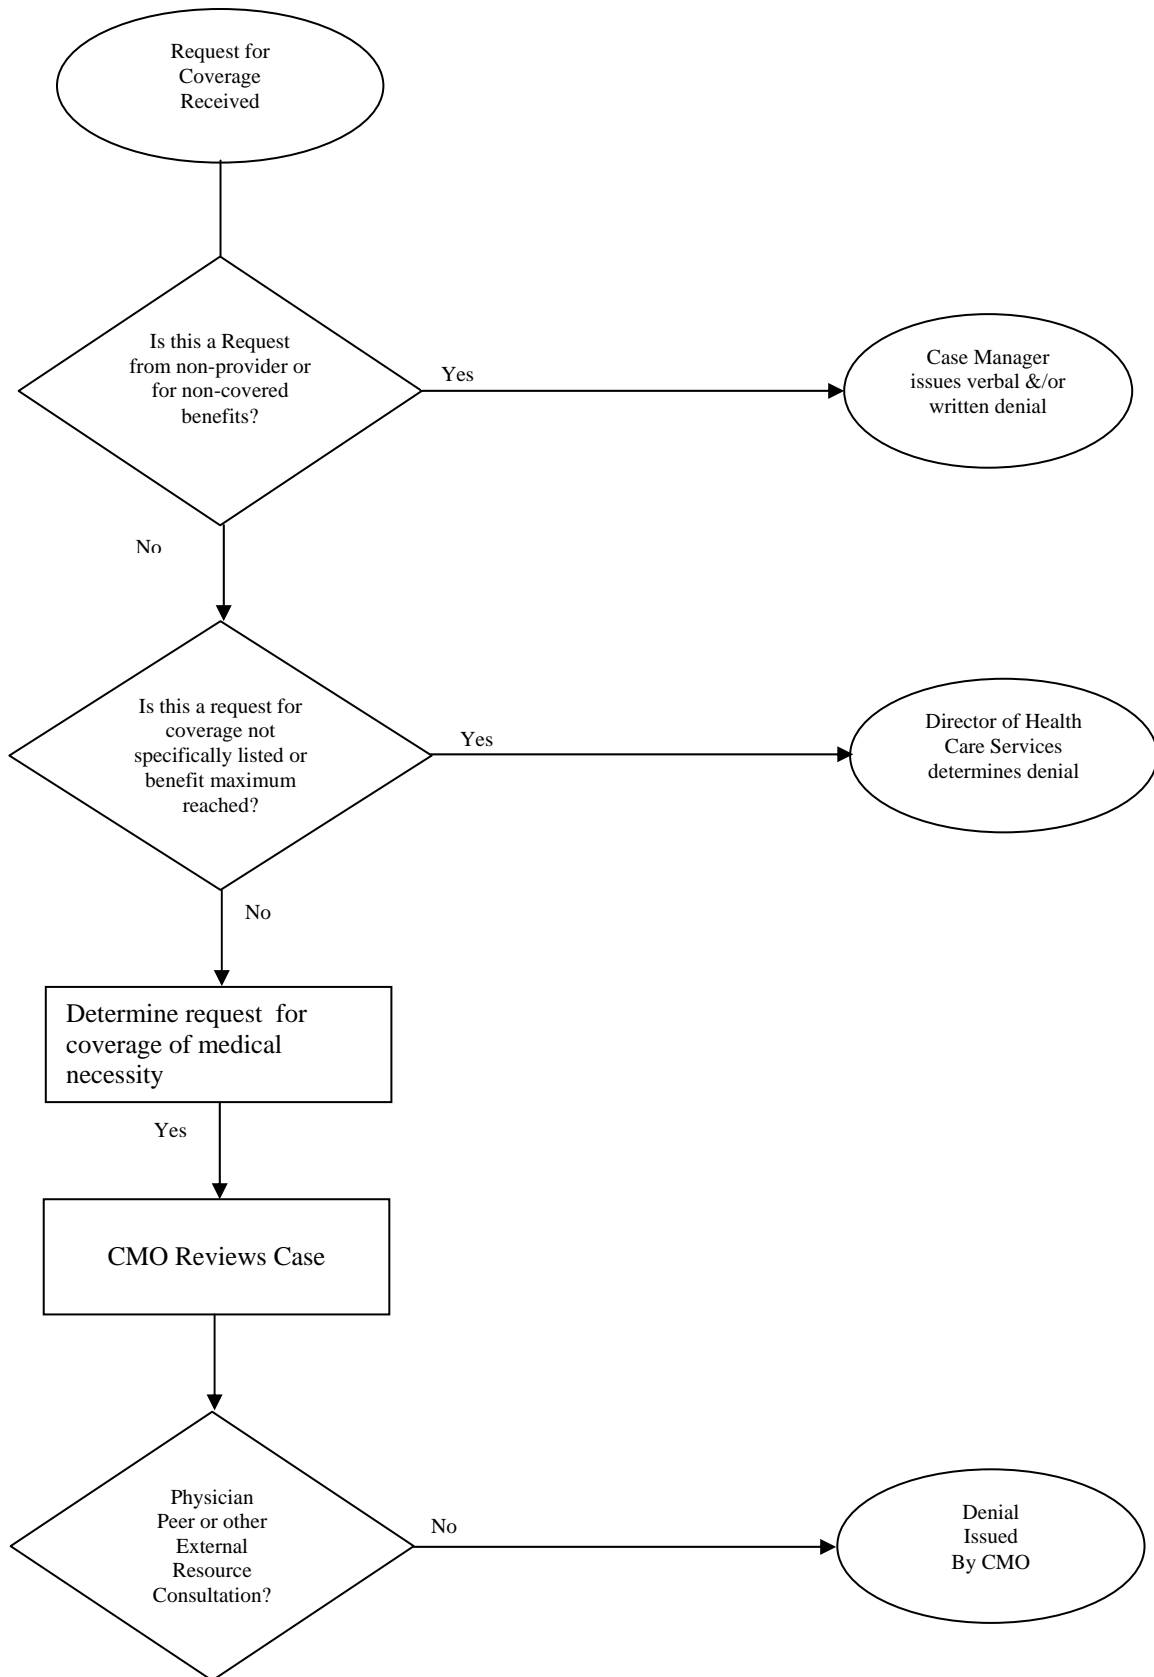 Request for
Coverage
Received
Is this a Request
from non-provider or
for non-covered
benefits?
Yes
Case Manager
issues verbal &/or
written denial
No
Is this a request for
coverage not
specifically listed or
benefit maximum
reached?
Yes
Director of Health
Care Services
determines denial
No
Determine request for
coverage of medical
necessity
Yes
CMO Reviews Case
Physician
Peer or other
External
Resource
Consultation?
No
Denial
Issued
By CMO